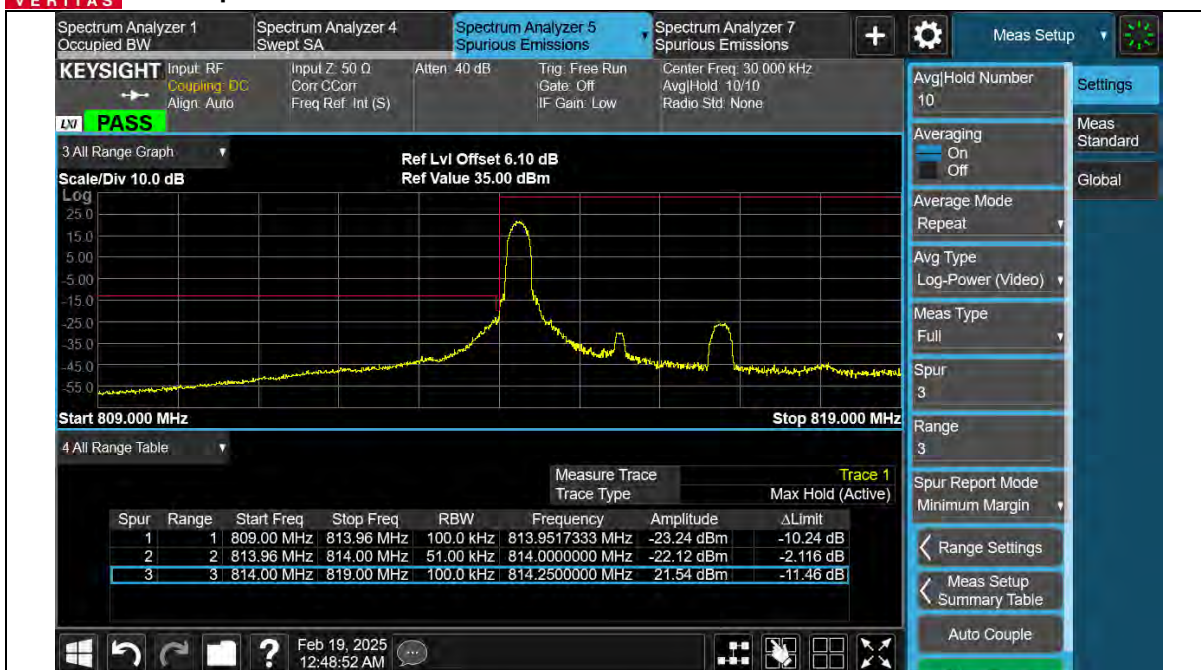 VERITAS
Spectrum Analyzer 1
Occupied BW
Spectrum Analyzer 4
Swept SA
Spectrum Analyzer 5
Spurious Emissions
Spectrum Analyzer 7
Spurious Emissions
+
Meas Setup
KEYSIGHT
Input: RF
Coupling: DC
Align: Auto
Input Z: 50 Ω
Corr CCorr
Freq Ref: Int (S)
Atten: 40 dB
Trig: Free Run
Gate: Off
IF Gain: Low
Center Freq: 30.000 kHz
Avg|Hold: 10/10
Radio Std: None
LXI
PASS
3 All Range Graph
Ref Lvl Offset 6.10 dB
Scale/Div 10.0 dB
Ref Value 35.00 dBm
Log
25.0
15.0
5.00
-5.00
-15.0
-25.0
-35.0
-45.0
-55.0
Start 809.000 MHz
Stop 819.000 MHz
4 All Range Table
Measure Trace Trace 1
Trace Type Max Hold (Active)
Spur Range Start Freq Stop Freq RBW Frequency Amplitude ΔLimit
1 1 809.00 MHz 813.96 MHz 100.0 kHz 813.9517333 MHz -23.24 dBm -10.24 dB
2 2 813.96 MHz 814.00 MHz 51.00 kHz 814.0000000 MHz -22.12 dBm -2.116 dB
3 3 814.00 MHz 819.00 MHz 100.0 kHz 814.2500000 MHz 21.54 dBm -11.46 dB
Avg|Hold Number
10
Averaging
On
Off
Average Mode
Repeat
Avg Type
Log-Power (Video)
Meas Type
Full
Spur
3
Range
3
Spur Report Mode
Minimum Margin
Range Settings
Meas Setup
Summary Table
Auto Couple
Settings
Meas
Standard
Global
?
Feb 19, 2025
12:48:52 AM